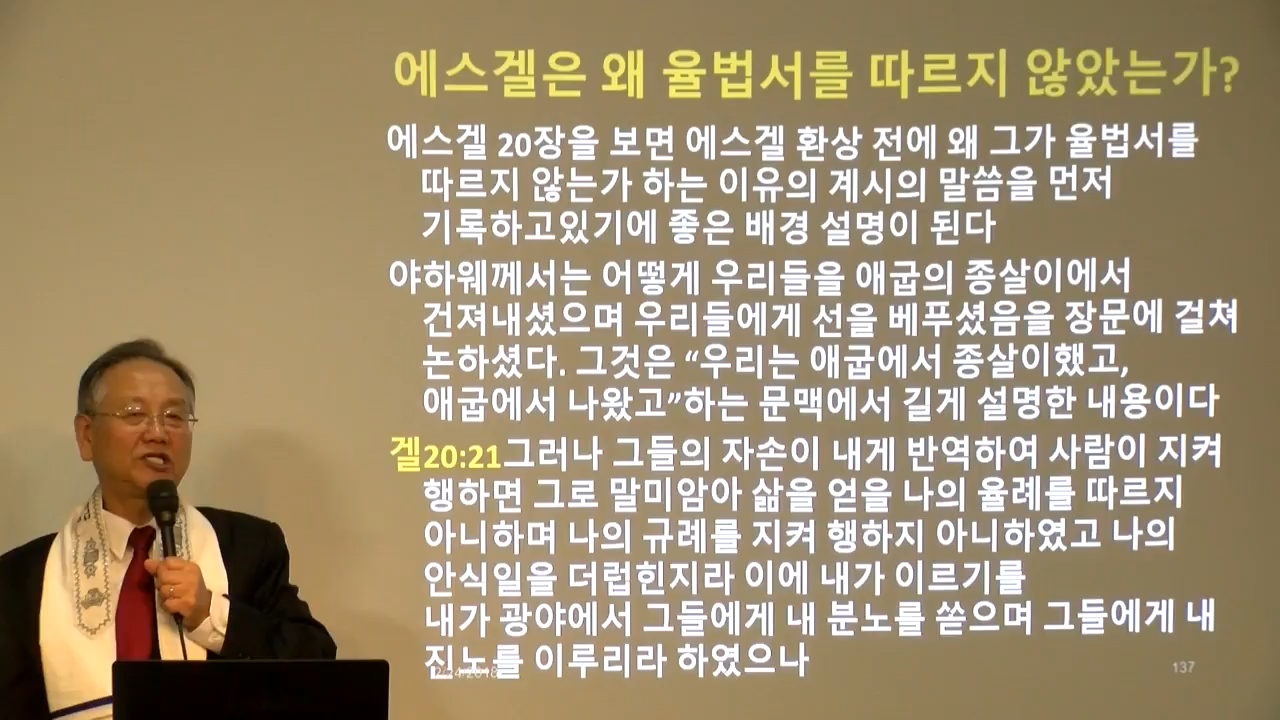 에스겔은 왜 율법서를 따르지 않았는가?
에스겔 20장을 보면 에스겔 환상 전에 왜 그가 율법서를
따르지 않는가 하는 이유의 계시의 말씀을 먼저
기록하고있기에 좋은 배경 설명이 된다
야하웨께서는 어떻게 우리들을 애굽의 종살이에서
건져내셨으며 우리들에게 선을 베푸셨음을 장문에 걸쳐
논하셨다. 그것은 “우리는 애굽에서 종살이했고,
애굽에서 나왔고”하는 문맥에서 길게 설명한 내용이다
겔20:21그러나 그들의 자손이 내게 반역하여 사람이 지켜
행하면 그로 말미암아 삶을 얻을 나의 율례를 따르지
아니하며 나의 규례를 지켜 행하지 아니하였고 나의
안식일을 더럽힌지라 이에 내가 이르기를
내가 광야에서 그들에게 내 분노를 쏟으며 그들에게 내
진노를 이루리라 하였으나
2/24/2018
137